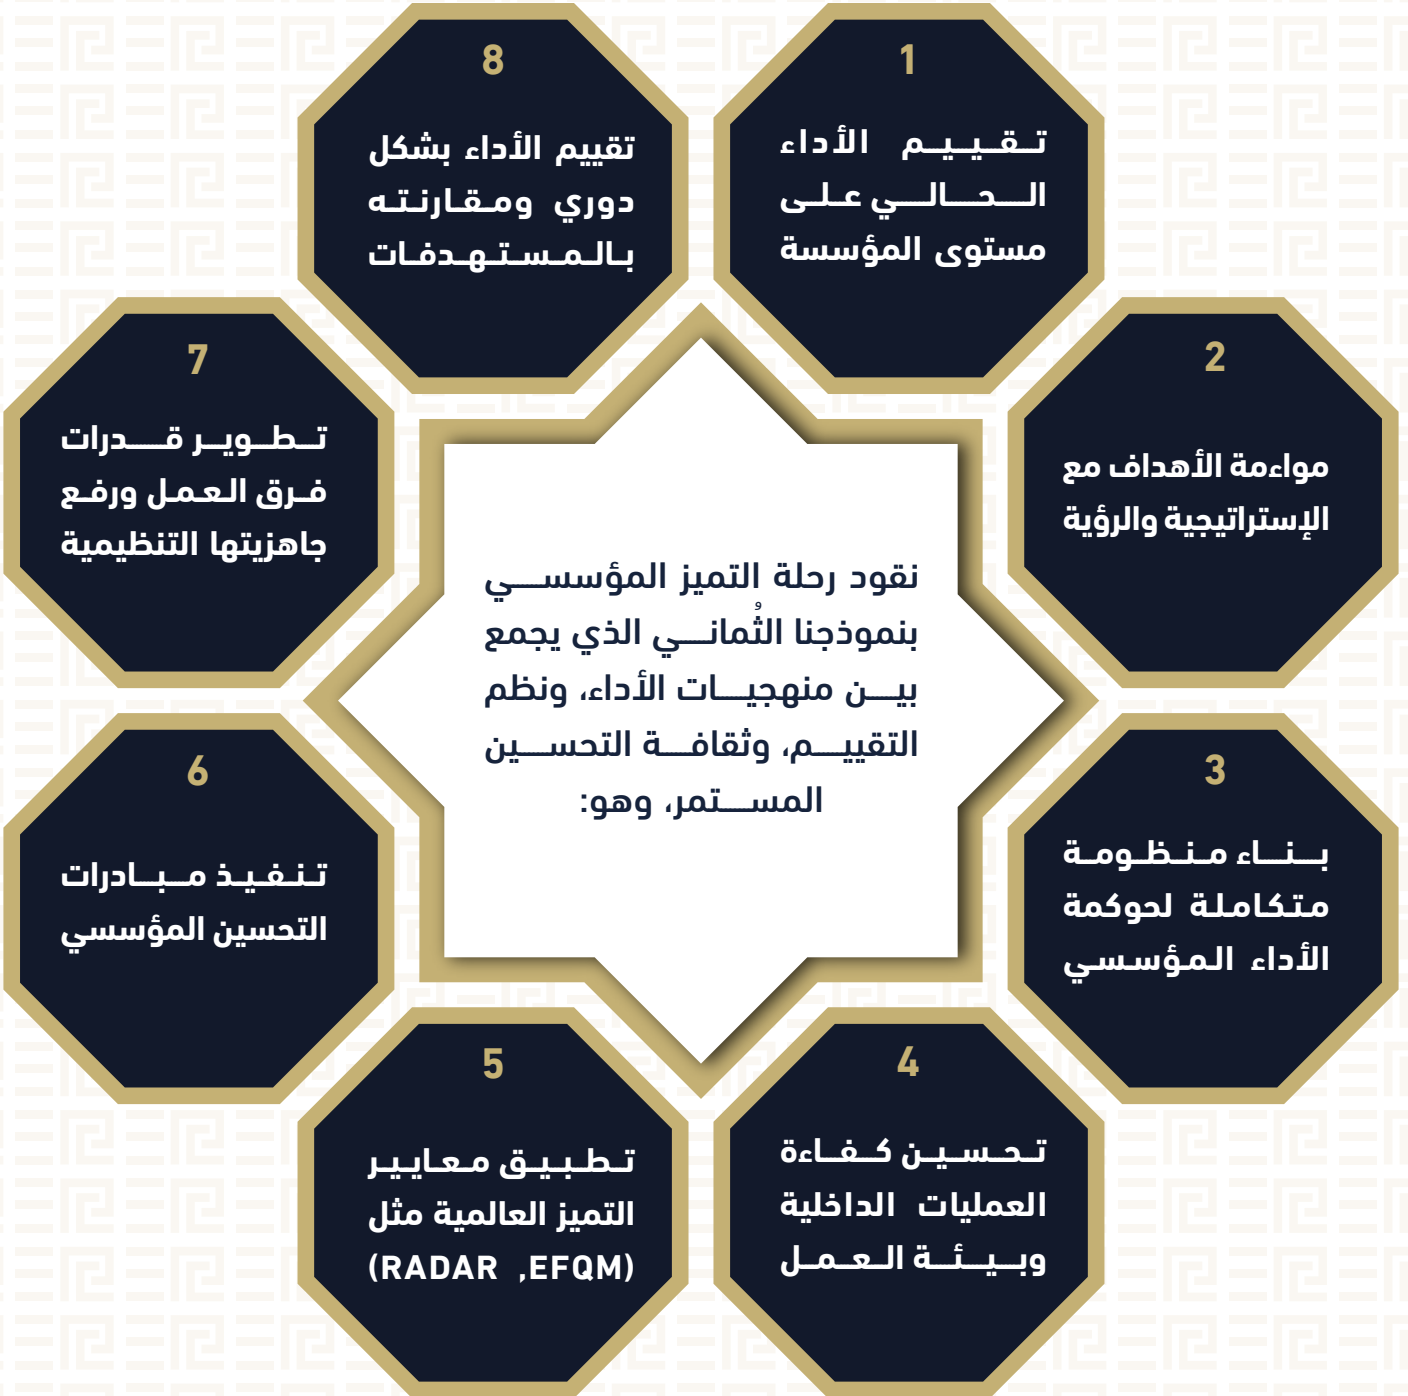 نقود رحلة التميز المؤسسي
بنموذجنا الثُماني الذي يجمع
بين منهجيات الأداء، ونظم
التقييم، وثقافة التحسين
المستمر، وهو:
1
تقييم الأداء
الحالي على
مستوى المؤسسة
2
مواءمة الأهداف مع
الإستراتيجية والرؤية
3
بناء منظومة
متكاملة لحوكمة
الأداء المؤسسي
4
تحسين كفاءة
العمليات الداخلية
وبيئة العمل
5
تطبيق معايير
التميز العالمية مثل
(RADAR ,EFQM)
6
تنفيذ مبادرات
التحسين المؤسسي
7
تطوير قدرات
فرق العمل ورفع
جاهزيتها التنظيمية
8
تقييم الأداء بشكل
دوري ومقارنته
بالمستهدفات